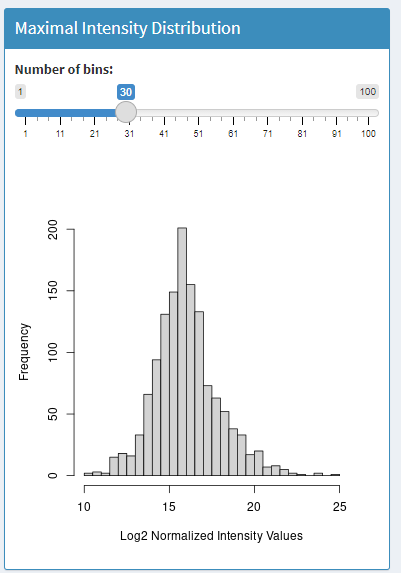 Maximal Intensity Distribution
Number of bins:
1 30 100
1 11 21 31 41 51 61 71 81 91 100
200
150
100
50
0
Frequency
10 15 20 25
Log2 Normalized Intensity Values